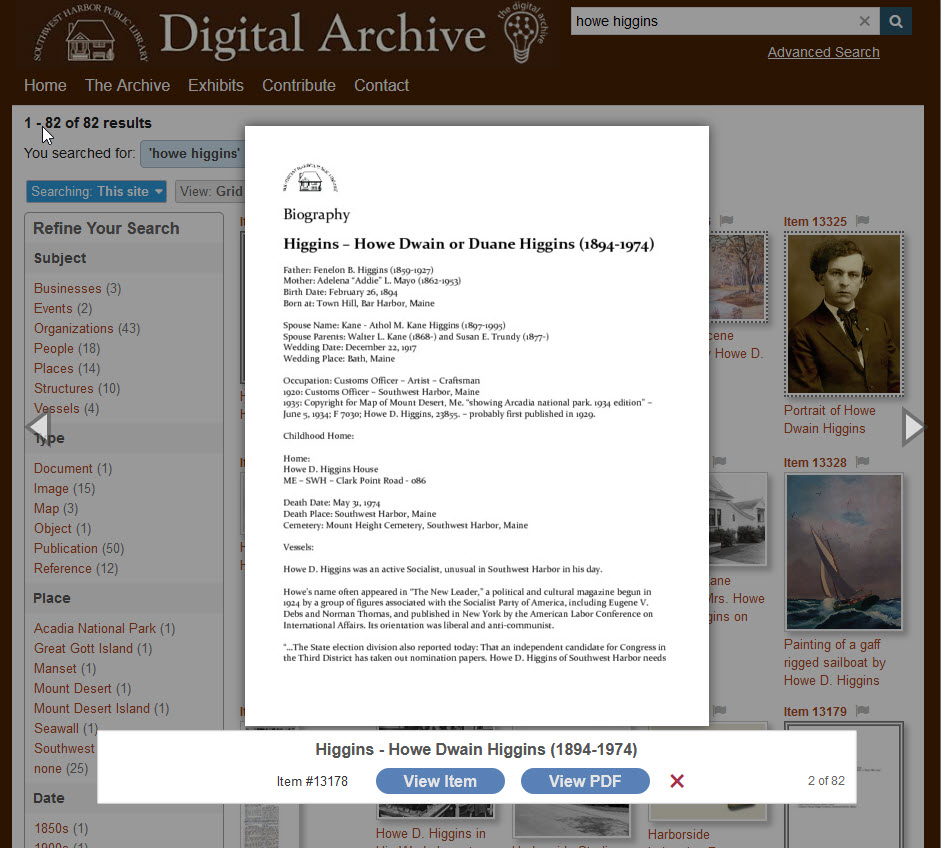 SOUTHWEST HARBOR PUBLIC LIBRARY
Digital Archive
the digital archive
howe higgins
Advanced Search
Home The Archive Exhibits Contribute Contact
1 - 82 of 82 results
You searched for: 'howe higgins'
Searching: This site
View: Grid
Refine Your Search
Subject
Businesses (3)
Events (2)
Organizations (43)
People (18)
Places (14)
Structures (10)
Vessels (4)
Type
Document (1)
Image (15)
Map (3)
Object (1)
Publication (50)
Reference (12)
Place
Acadia National Park (1)
Great Gott Island (1)
Manset (1)
Mount Desert (1)
Mount Desert Island (1)
Seawall (1)
Southwest
none (25)
Date
1850s (1)
Biography
Higgins – Howe Dwain or Duane Higgins (1894-1974)
Father: Fenelon B. Higgins (1859-1927)
Mother: Adelena "Addie" L. Mayo (1862-1953)
Birth Date: February 26, 1894
Born at: Town Hill, Bar Harbor, Maine
Spouse Name: Kane - Athol M. Kane Higgins (1897-1995)
Spouse Parents: Walter L. Kane (1868-) and Susan E. Trundy (1877-)
Wedding Date: December 22, 1917
Wedding Place: Bath, Maine
Occupation: Customs Officer – Artist – Craftsman
1920: Customs Officer – Southwest Harbor, Maine
1935: Copyright for Map of Mount Desert, Me. "showing Arcadia national park. 1934 edition" –
June 5, 1934; F 7030; Howe D. Higgins, 23855. – probably first published in 1929.
Childhood Home:
Home:
Howe D. Higgins House
ME – SWH – Clark Point Road - 086
Death Date: May 31, 1974
Death Place: Southwest Harbor, Maine
Cemetery: Mount Height Cemetery, Southwest Harbor, Maine
Vessels:
Howe D. Higgins was an active Socialist, unusual in Southwest Harbor in his day.
Howe's name often appeared in "The New Leader," a political and cultural magazine begun in
1924 by a group of figures associated with the Socialist Party of America, including Eugene V.
Debs and Norman Thomas, and published in New York by the American Labor Conference on
International Affairs. Its orientation was liberal and anti-communist.
"...The State election division also reported today: That an independent candidate for Congress in
the Third District has taken out nomination papers. Howe D. Higgins of Southwest Harbor needs
Item 13325
Howe D.
Portrait of Howe
Dwain Higgins
Item 13328
Mrs. Howe
Painting of a gaff
rigged sailboat by
Howe D. Higgins
Item 13179
Higgins - Howe Dwain Higgins (1894-1974)
Item #13178 View Item View PDF 2 of 82
Howe D. Higgins in
Harborside